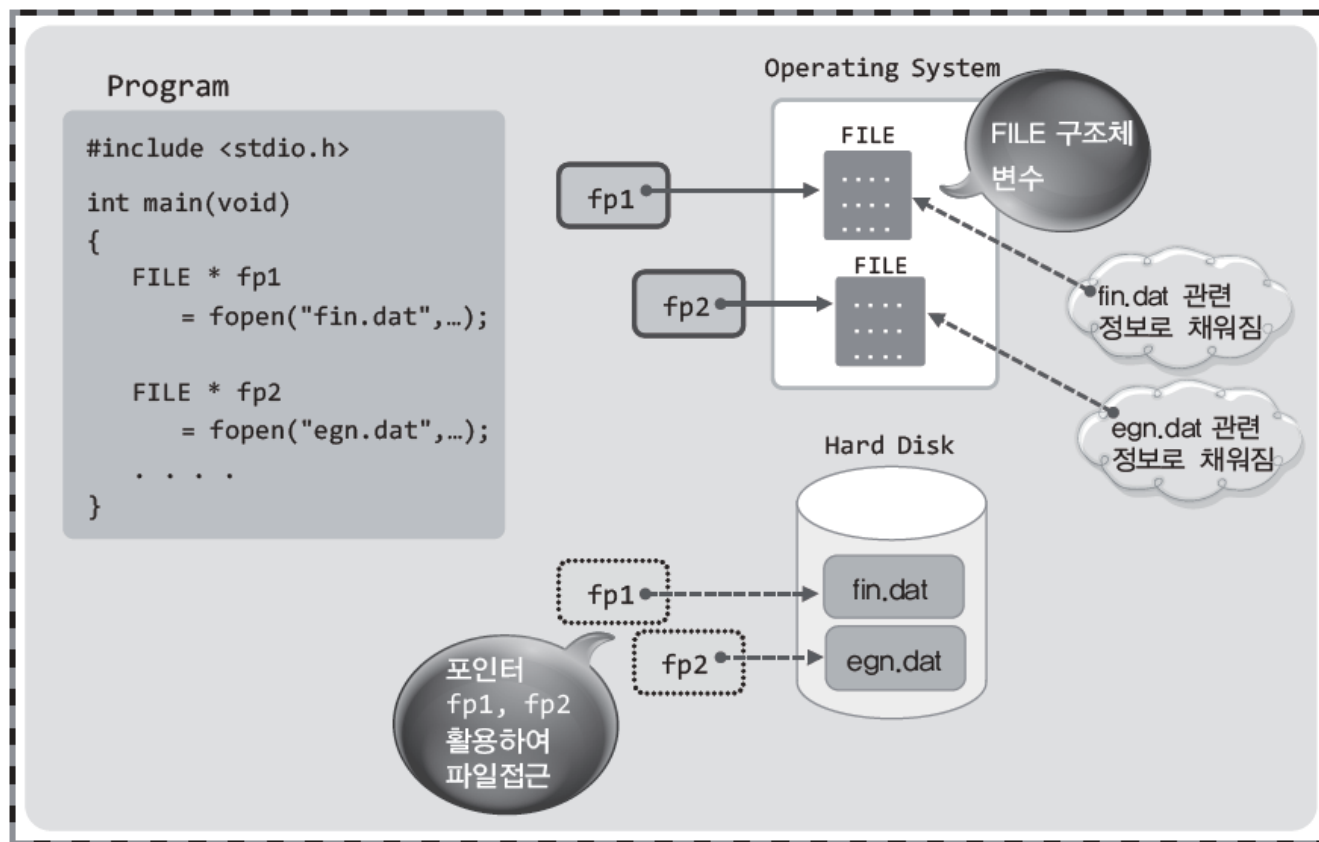 Program
#include <stdio.h>
int main(void)
{
FILE * fp1
= fopen("fin.dat",…);
FILE * fp2
= fopen("egn.dat",…);
. . . .
}
Operating System
FILE
FILE 구조체
변수
fp1
FILE
fp2
fin.dat 관련
정보로 채워짐
egn.dat 관련
정보로 채워짐
Hard Disk
fp1
fin.dat
fp2
egn.dat
포인터
fp1, fp2
활용하여
파일접근